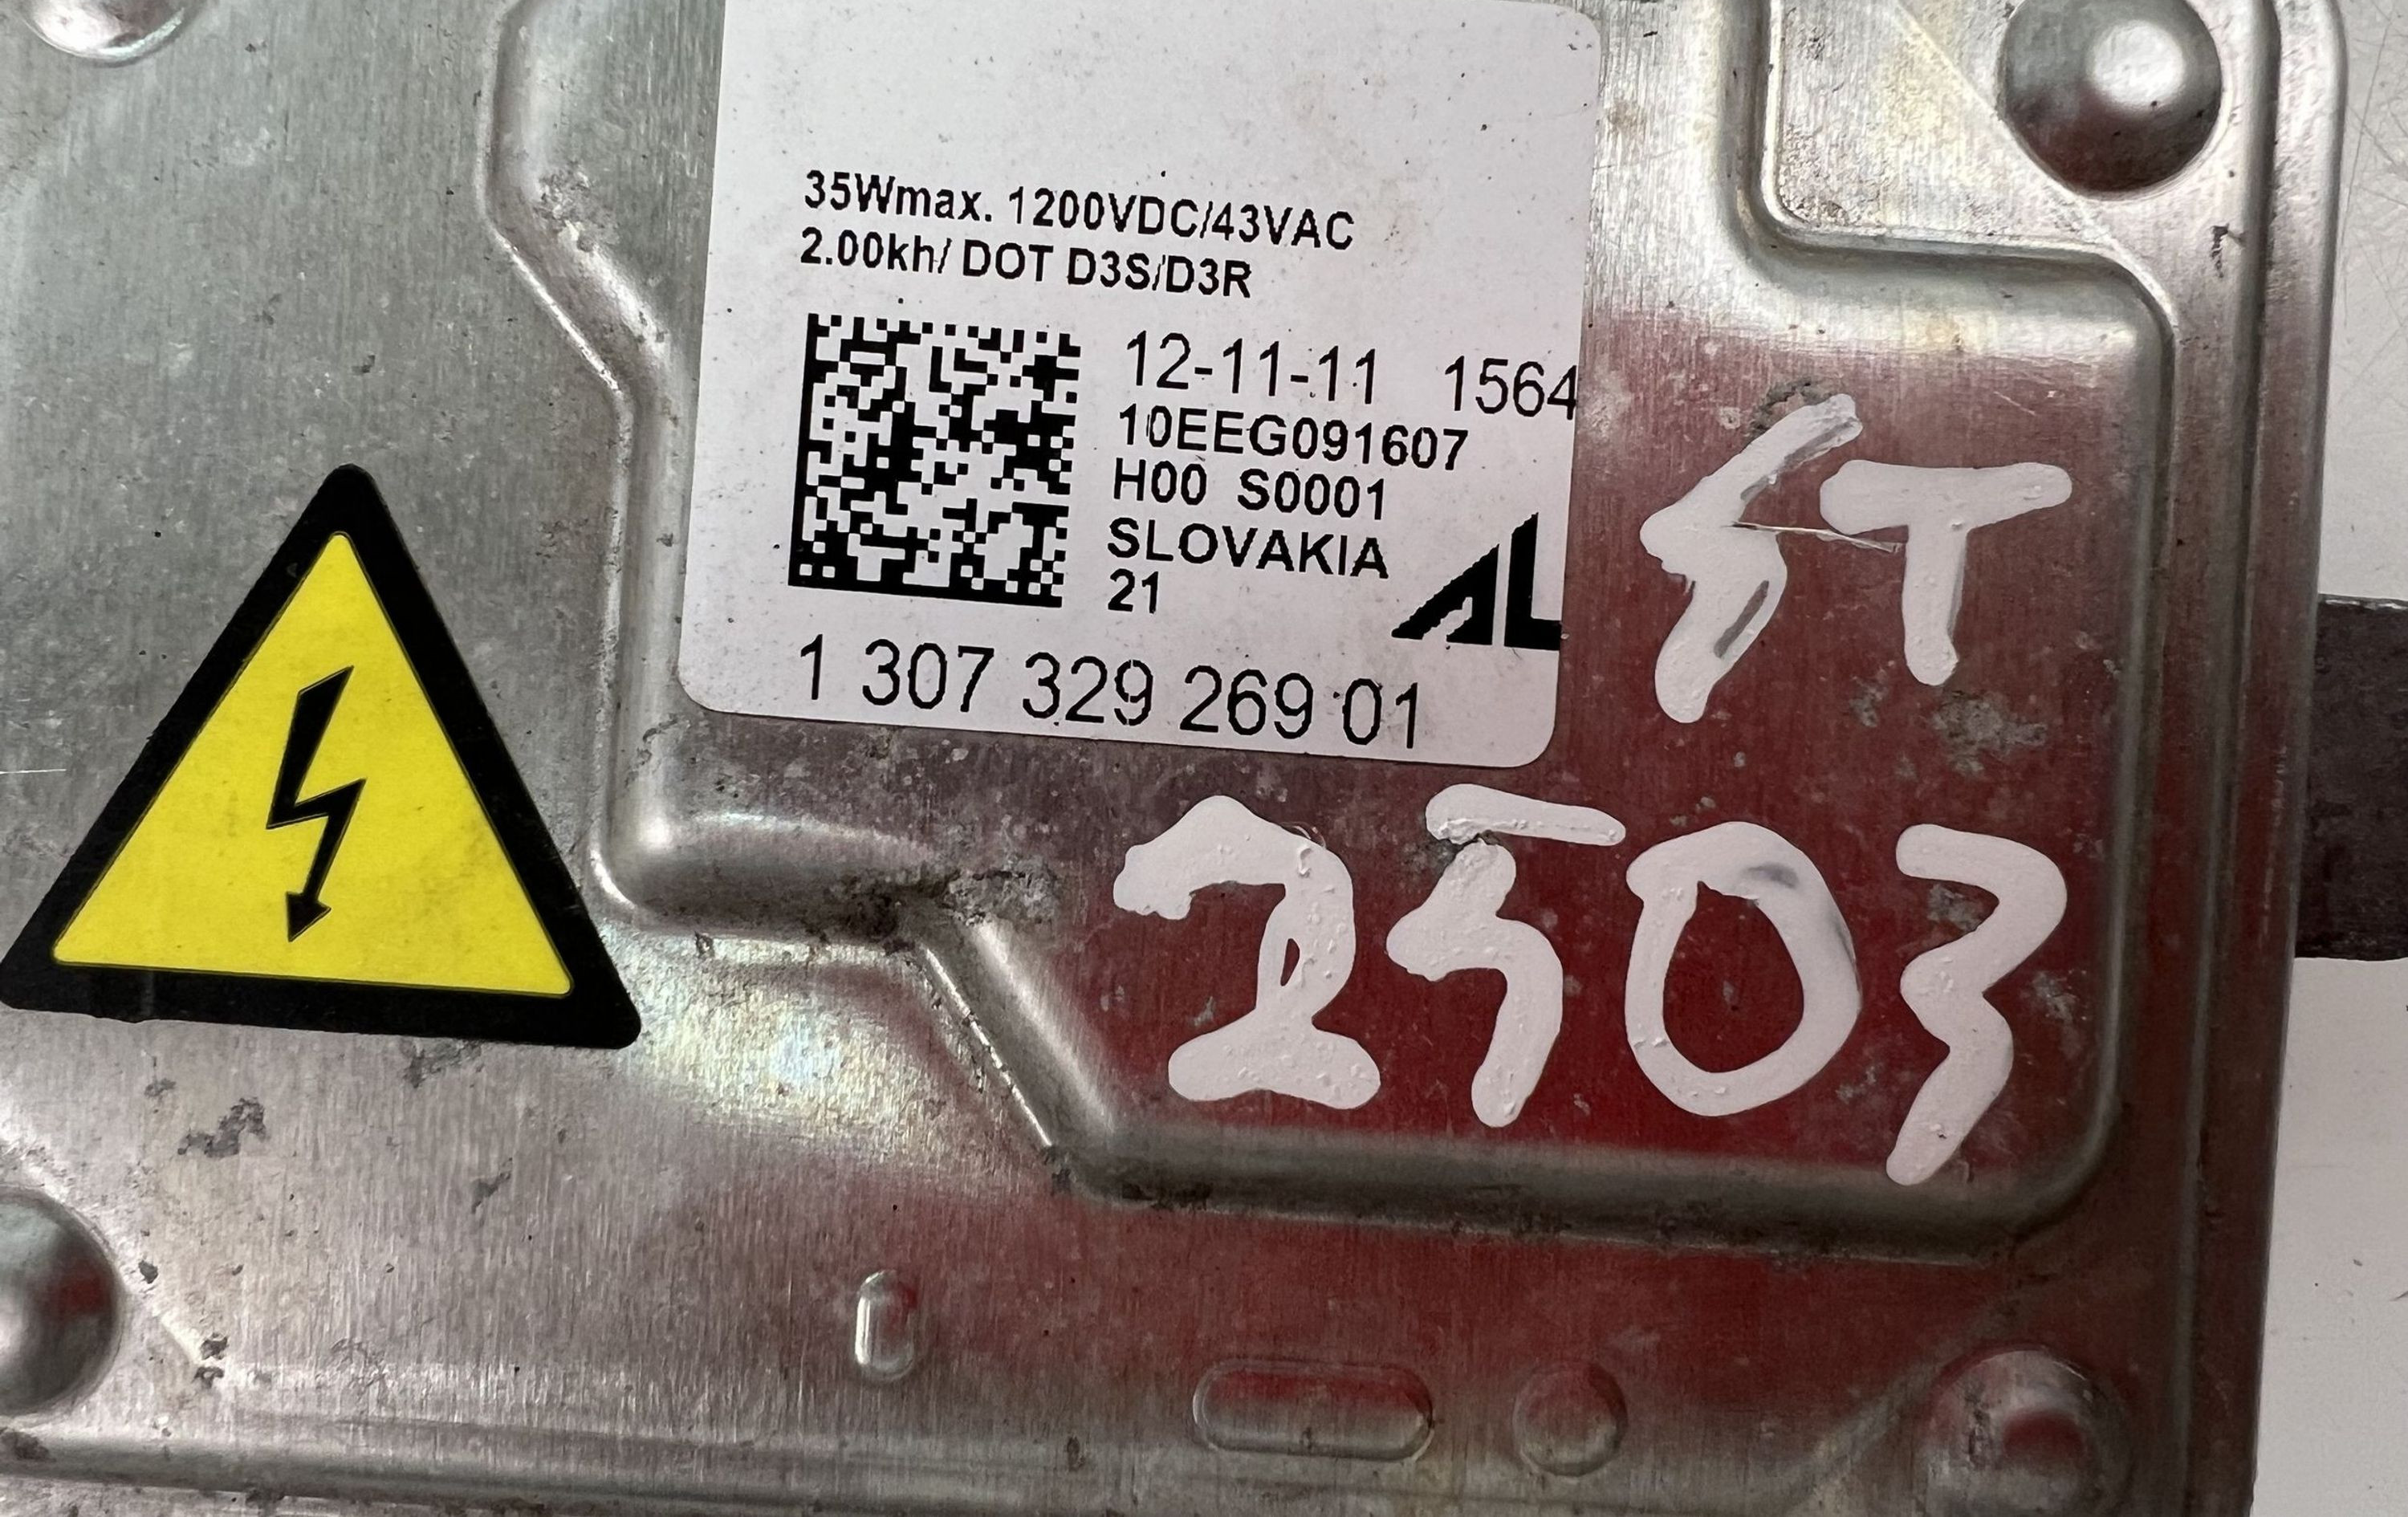 35Wmax. 1200VDC/43VAC
2.00kh/ DOT D3S/D3R
12-11-11 1564
10EEG091607
H00 S0001
SLOVAKIA
21
AL
1 307 329 269 01
ST
2503